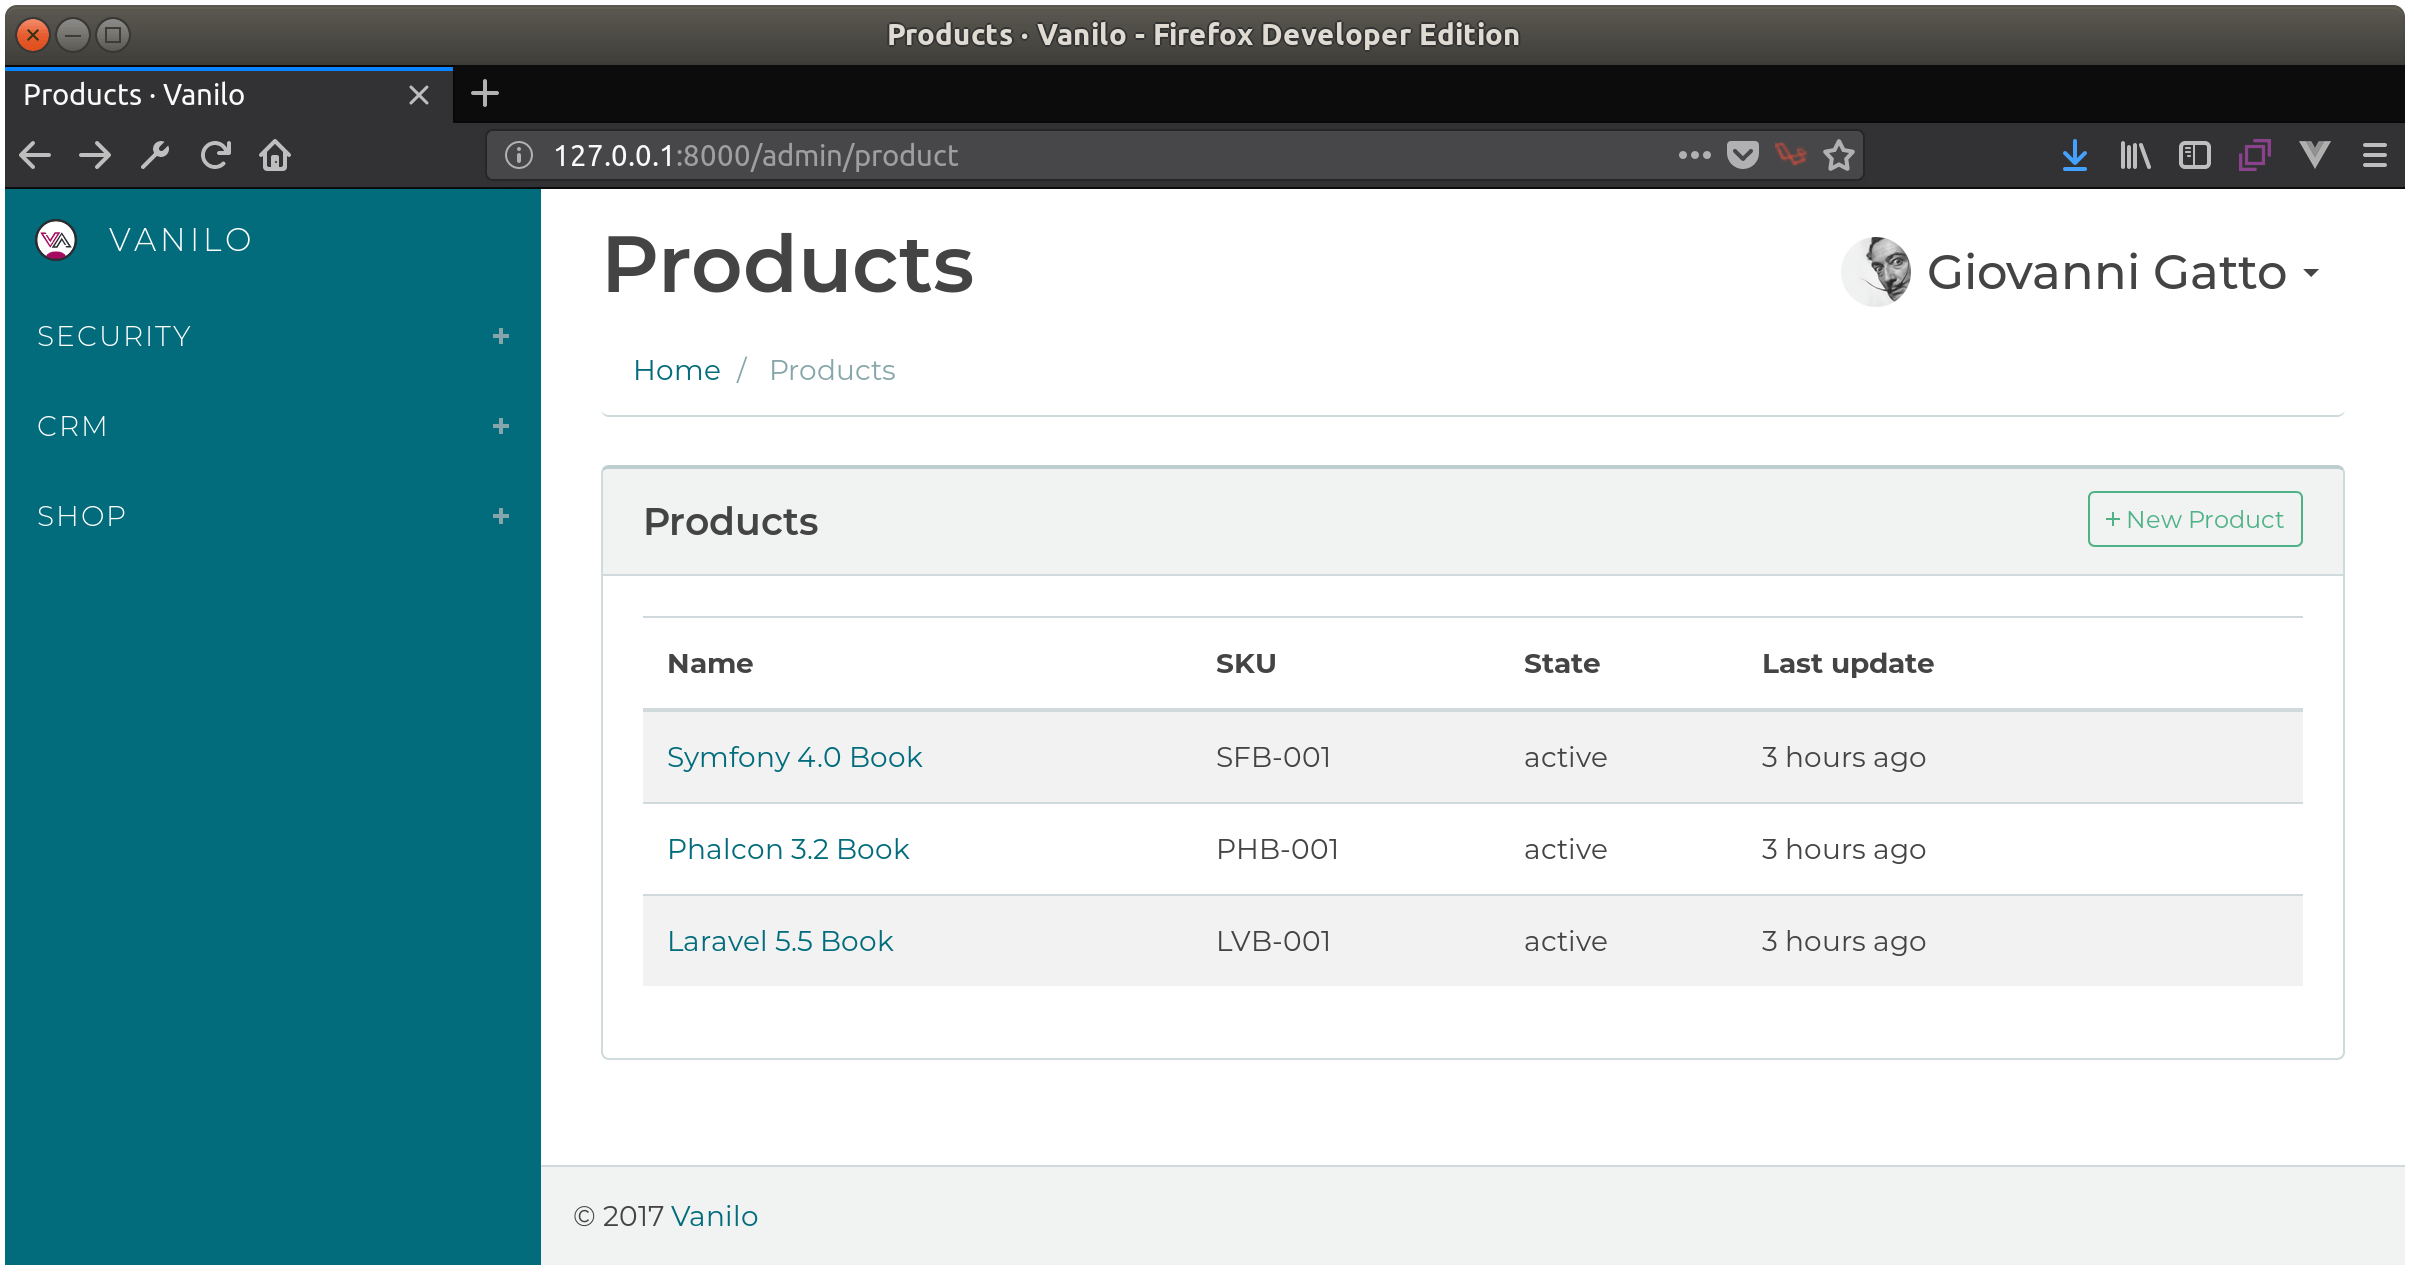 Products · Vanilo - Firefox Developer Edition
Products · Vanilo
127.0.0.1:8000/admin/product
VANILO
SECURITY +
CRM +
SHOP +
Products
Giovanni Gatto
Home / Products
Products
+ New Product
Name SKU State Last update
Symfony 4.0 Book SFB-001 active 3 hours ago
Phalcon 3.2 Book PHB-001 active 3 hours ago
Laravel 5.5 Book LVB-001 active 3 hours ago
© 2017 Vanilo